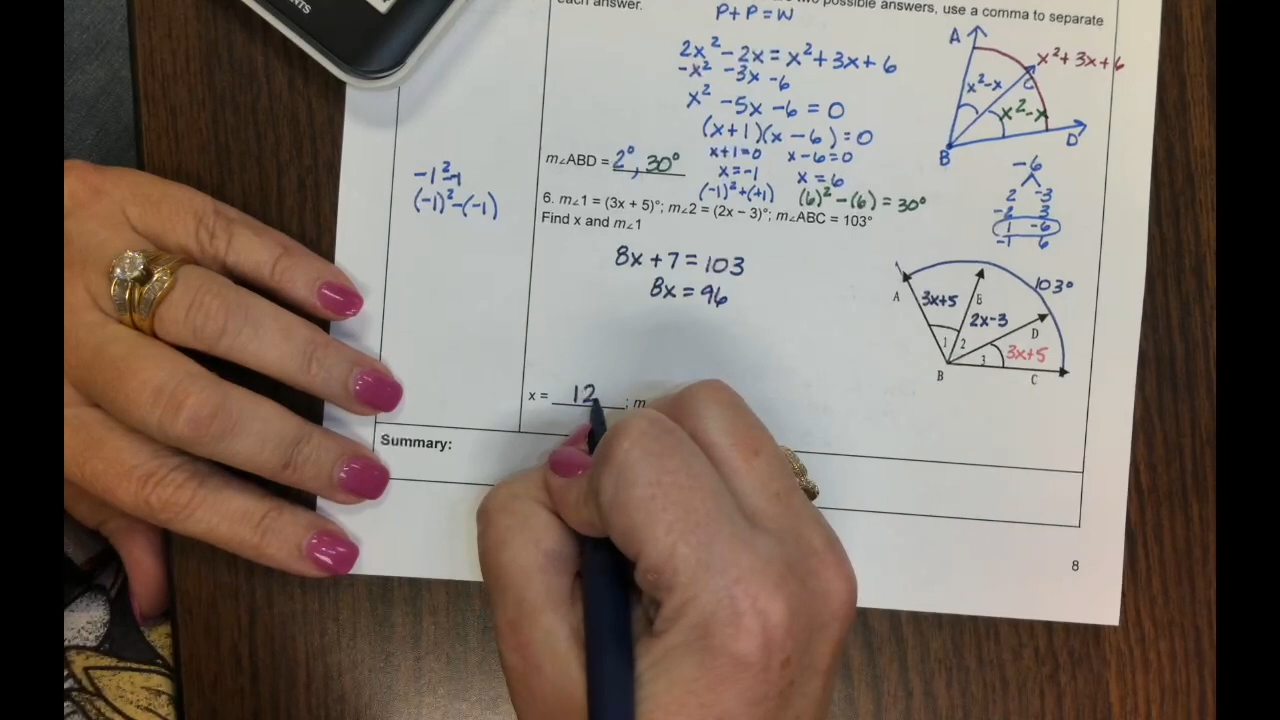 possible answers, use a comma to separate
each answer.
P + P = W
2x² - 2x = x² + 3x + 6
-x² -3x -6
x² - 5x - 6 = 0
(x+1)(x-6) = 0
x+1=0 x-6=0
x=-1 x=6
(-1)²+(+1) (6)²-(6) = 30°
m∠ABD = 2°, 30°
A
x² + 3x + 6
x²-x
C
x²-x
B
D
-6
2 -3
-2 3
1 -6
-1 6
-1²-1
(-1)²-(-1)
6. m∠1 = (3x + 5)°; m∠2 = (2x – 3)°; m∠ABC = 103°
Find x and m∠1
8x + 7 = 103
8x = 96
103°
A
3x+5
E
2x-3
D
1 2
3
3x+5
B
C
x = 12 ; m
Summary:
8